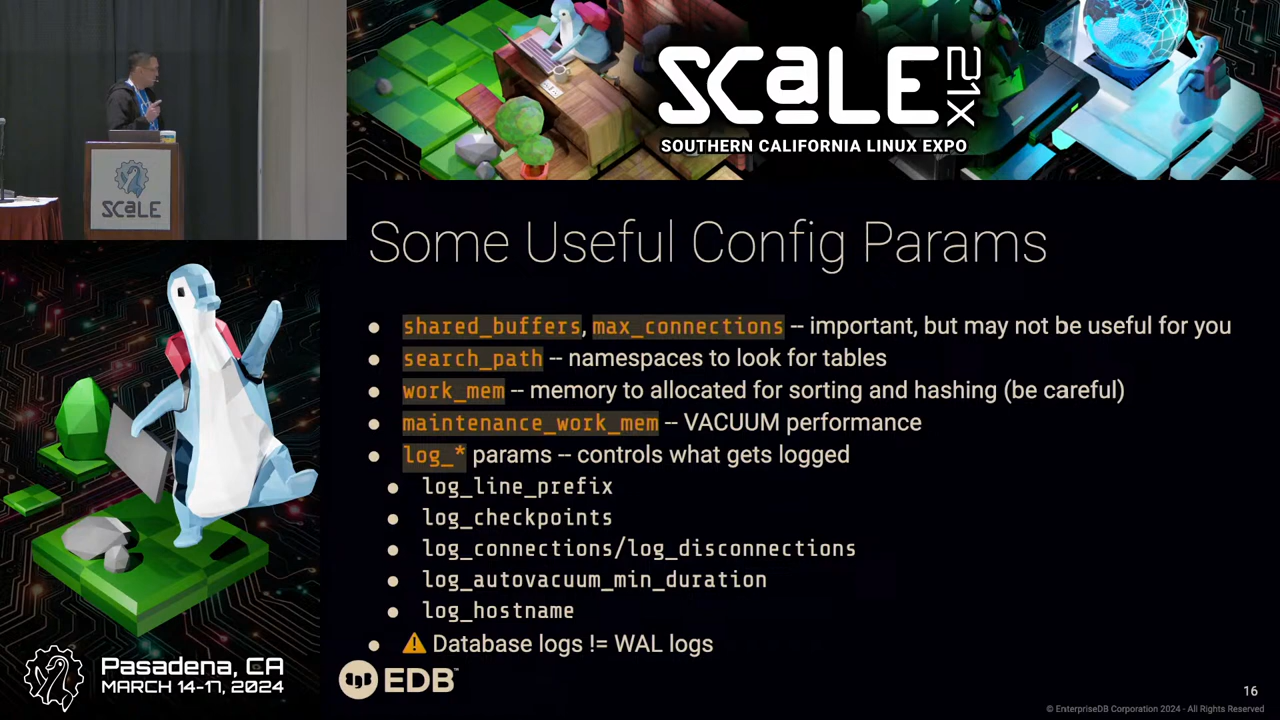 SCALE 21X
SOUTHERN CALIFORNIA LINUX EXPO
SCALE
Some Useful Config Params
● shared_buffers, max_connections -- important, but may not be useful for you
● search_path -- namespaces to look for tables
● work_mem -- memory to allocated for sorting and hashing (be careful)
● maintenance_work_mem -- VACUUM performance
● log_* params -- controls what gets logged
● log_line_prefix
● log_checkpoints
● log_connections/log_disconnections
● log_autovacuum_min_duration
● log_hostname
● ⚠ Database logs != WAL logs
Pasadena, CA
MARCH 14-17, 2024
EDB™
16
© EnterpriseDB Corporation 2024 - All Rights Reserved